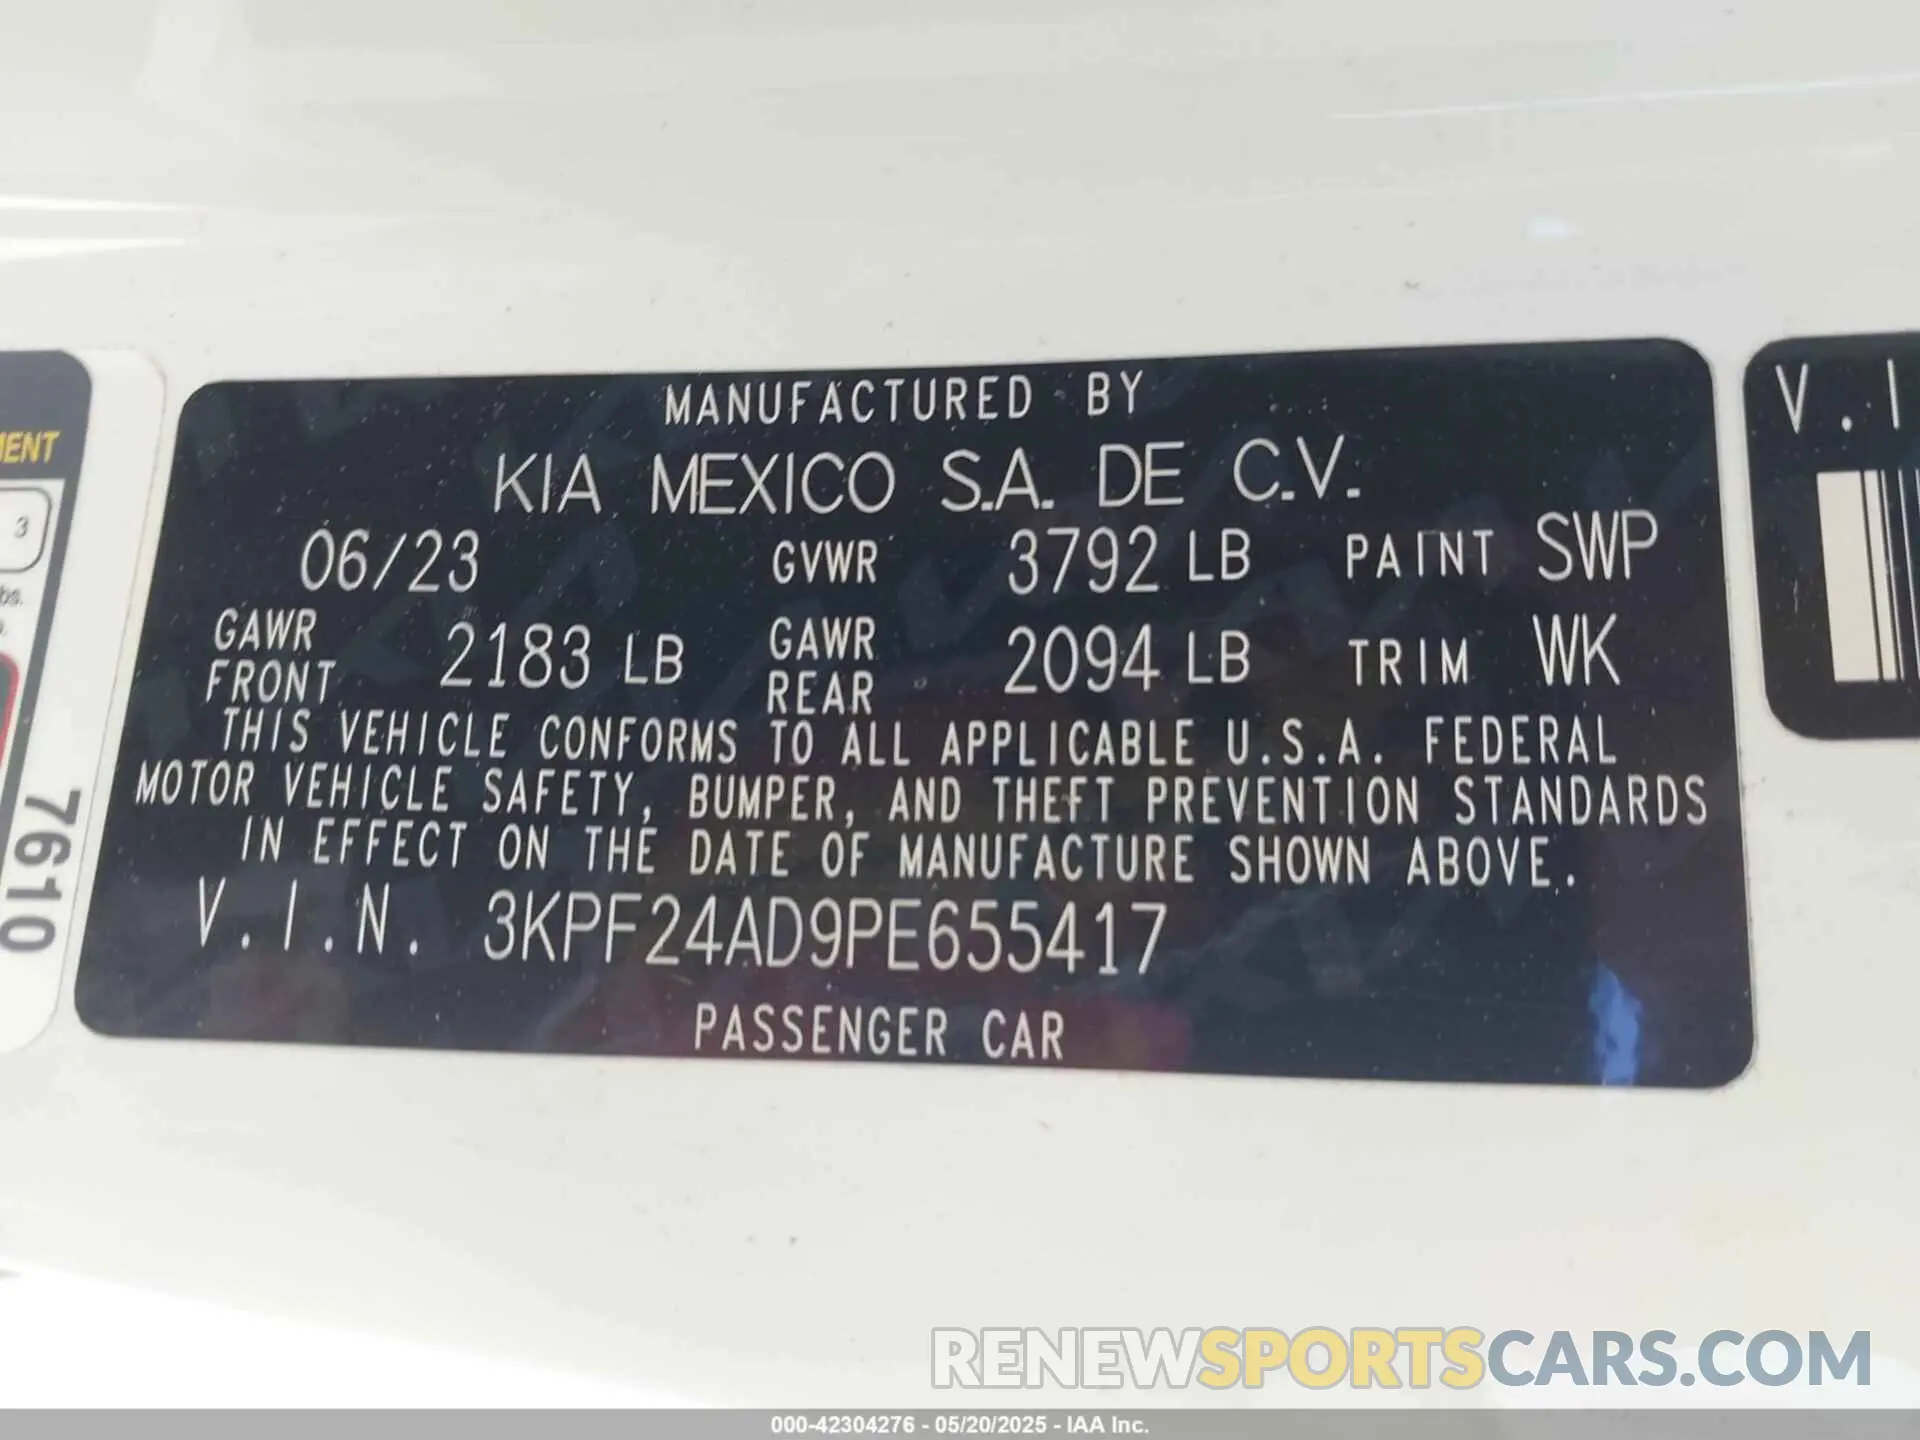 MANUFACTURED BY
KIA MEXICO S.A. DE C.V.
06/23 GVWR 3792 LB PAINT SWP
GAWR FRONT 2183 LB GAWR REAR 2094 LB TRIM WK
THIS VEHICLE CONFORMS TO ALL APPLICABLE U.S.A. FEDERAL
MOTOR VEHICLE SAFETY, BUMPER, AND THEFT PREVENTION STANDARDS
IN EFFECT ON THE DATE OF MANUFACTURE SHOWN ABOVE.
V.I.N. 3KPF24AD9PE655417
PASSENGER CAR
3
7610
V.I
RENEWSPORTSCARS.COM
000-42304276 - 05/20/2025 - IAA Inc.